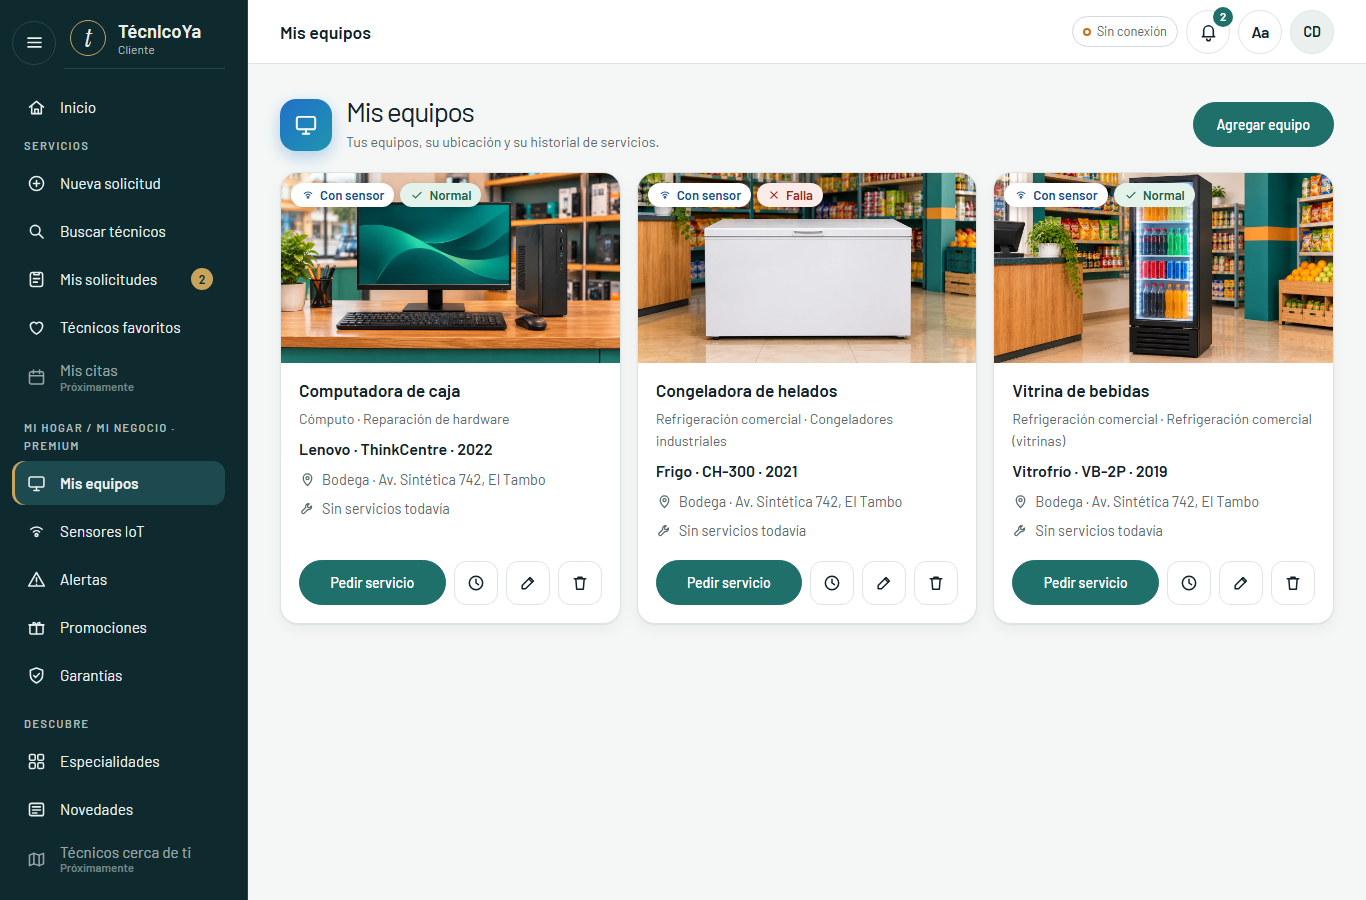 t
TécnicoYa
Cliente
Inicio
SERVICIOS
Nueva solicitud
Buscar técnicos
Mis solicitudes
2
Técnicos favoritos
Mis citas
Próximamente
MI HOGAR / MI NEGOCIO ·
PREMIUM
Mis equipos
Sensores IoT
Alertas
Promociones
Garantías
DESCUBRE
Especialidades
Novedades
Técnicos cerca de ti
Próximamente
Mis equipos
Sin conexión
2
Aa
CD
Mis equipos
Tus equipos, su ubicación y su historial de servicios.
Agregar equipo
Con sensor
Normal
Computadora de caja
Cómputo · Reparación de hardware
Lenovo · ThinkCentre · 2022
Bodega · Av. Sintética 742, El Tambo
Sin servicios todavía
Pedir servicio
Con sensor
Falla
Congeladora de helados
Refrigeración comercial · Congeladores
industriales
Frigo · CH-300 · 2021
Bodega · Av. Sintética 742, El Tambo
Sin servicios todavía
Pedir servicio
Con sensor
Normal
Vitrina de bebidas
Refrigeración comercial · Refrigeración comercial
(vitrinas)
Vitrofrío · VB-2P · 2019
Bodega · Av. Sintética 742, El Tambo
Sin servicios todavía
Pedir servicio